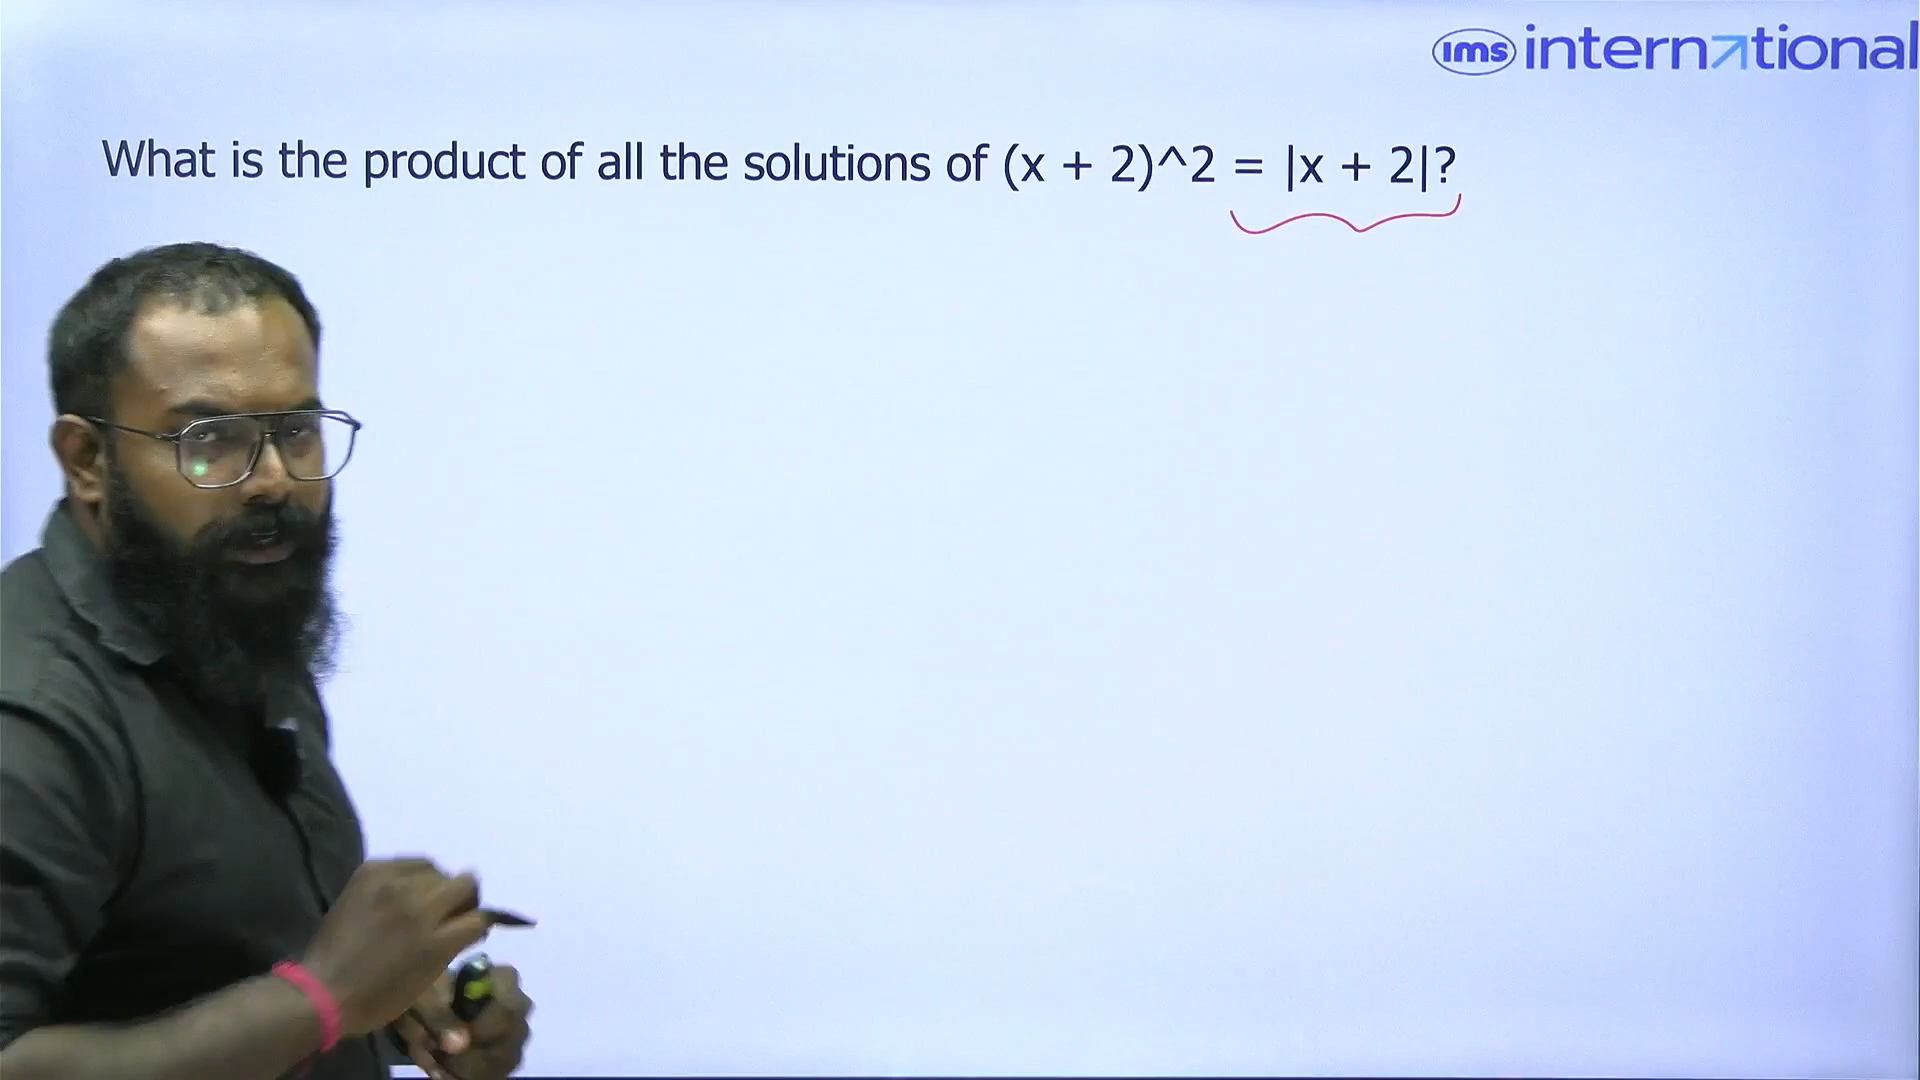 ims international
What is the product of all the solutions of (x + 2)^2 = |x + 2|?